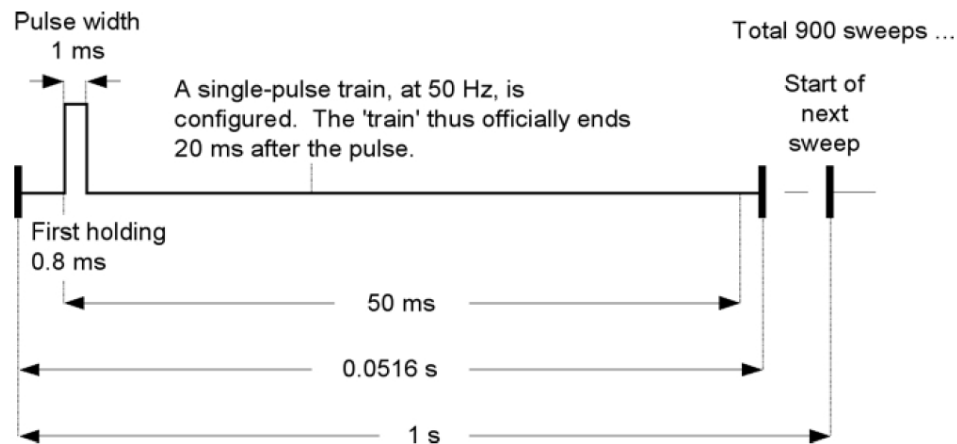 Pulse width
1 ms
Total 900 sweeps ...
A single-pulse train, at 50 Hz, is
configured. The 'train' thus officially ends
20 ms after the pulse.
Start of
next
sweep
First holding
0.8 ms
50 ms
0.0516 s
1 s